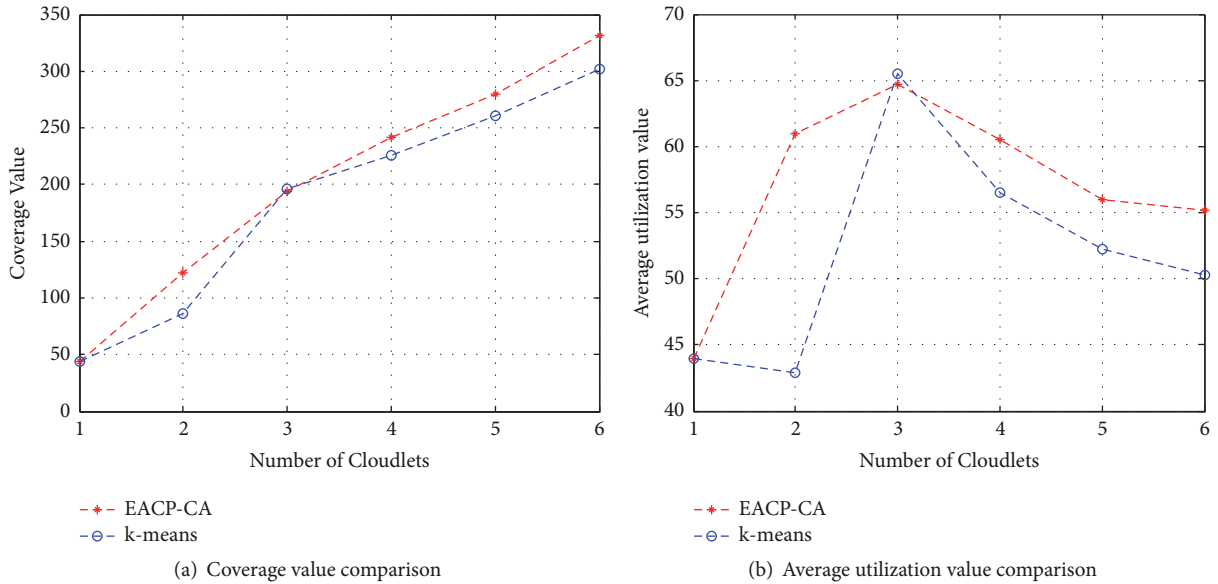 350
300
250
200
150
100
50
0
Coverage Value
1 2 3 4 5 6
Number of Cloudlets
EACP-CA
k-means
(a) Coverage value comparison
70
65
60
55
50
45
40
Average utilization value
1 2 3 4 5 6
Number of Cloudlets
EACP-CA
k-means
(b) Average utilization value comparison